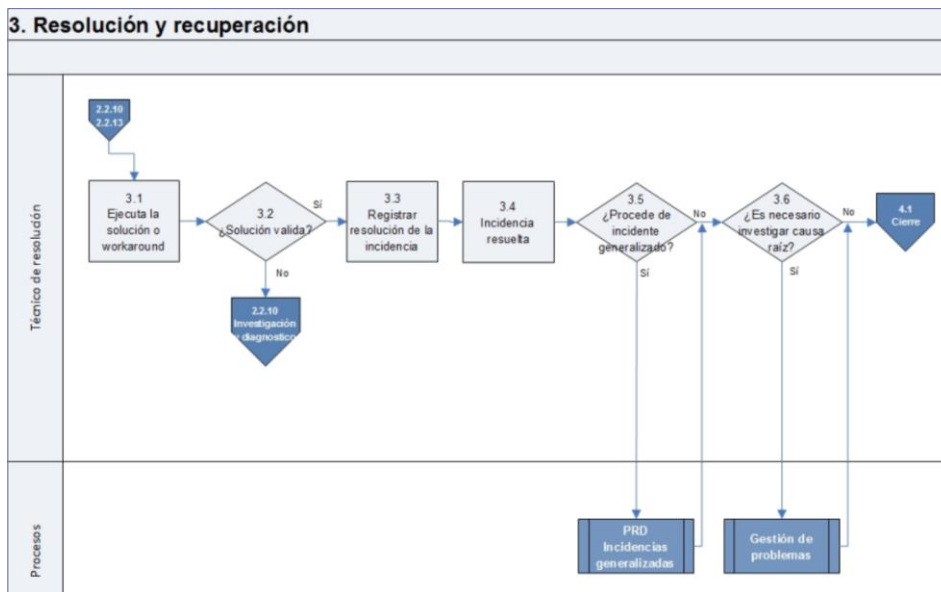 3. Resolución y recuperación
Técnico de resolución
2.2.10
2.2.13
3.1
Ejecuta la
solución o
workaround
3.2
¿Solución valida?
Sí
No
2.2.10
Investigación
y diagnostico
3.3
Registrar
resolución de la
incidencia
3.4
Incidencia
resuelta
3.5
¿Procede de
incidente
generalizado?
No
Sí
3.6
¿Es necesario
investigar causa
raíz?
No
Sí
4.1
Cierre
Procesos
PRD
Incidencias
generalizadas
Gestión de
problemas